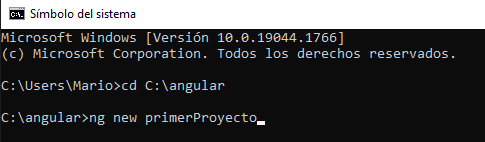 Símbolo del sistema
Microsoft Windows [Versión 10.0.19044.1766]
(c) Microsoft Corporation. Todos los derechos reservados.
C:\Users\Mario>cd C:\angular
C:\angular>ng new primerProyecto